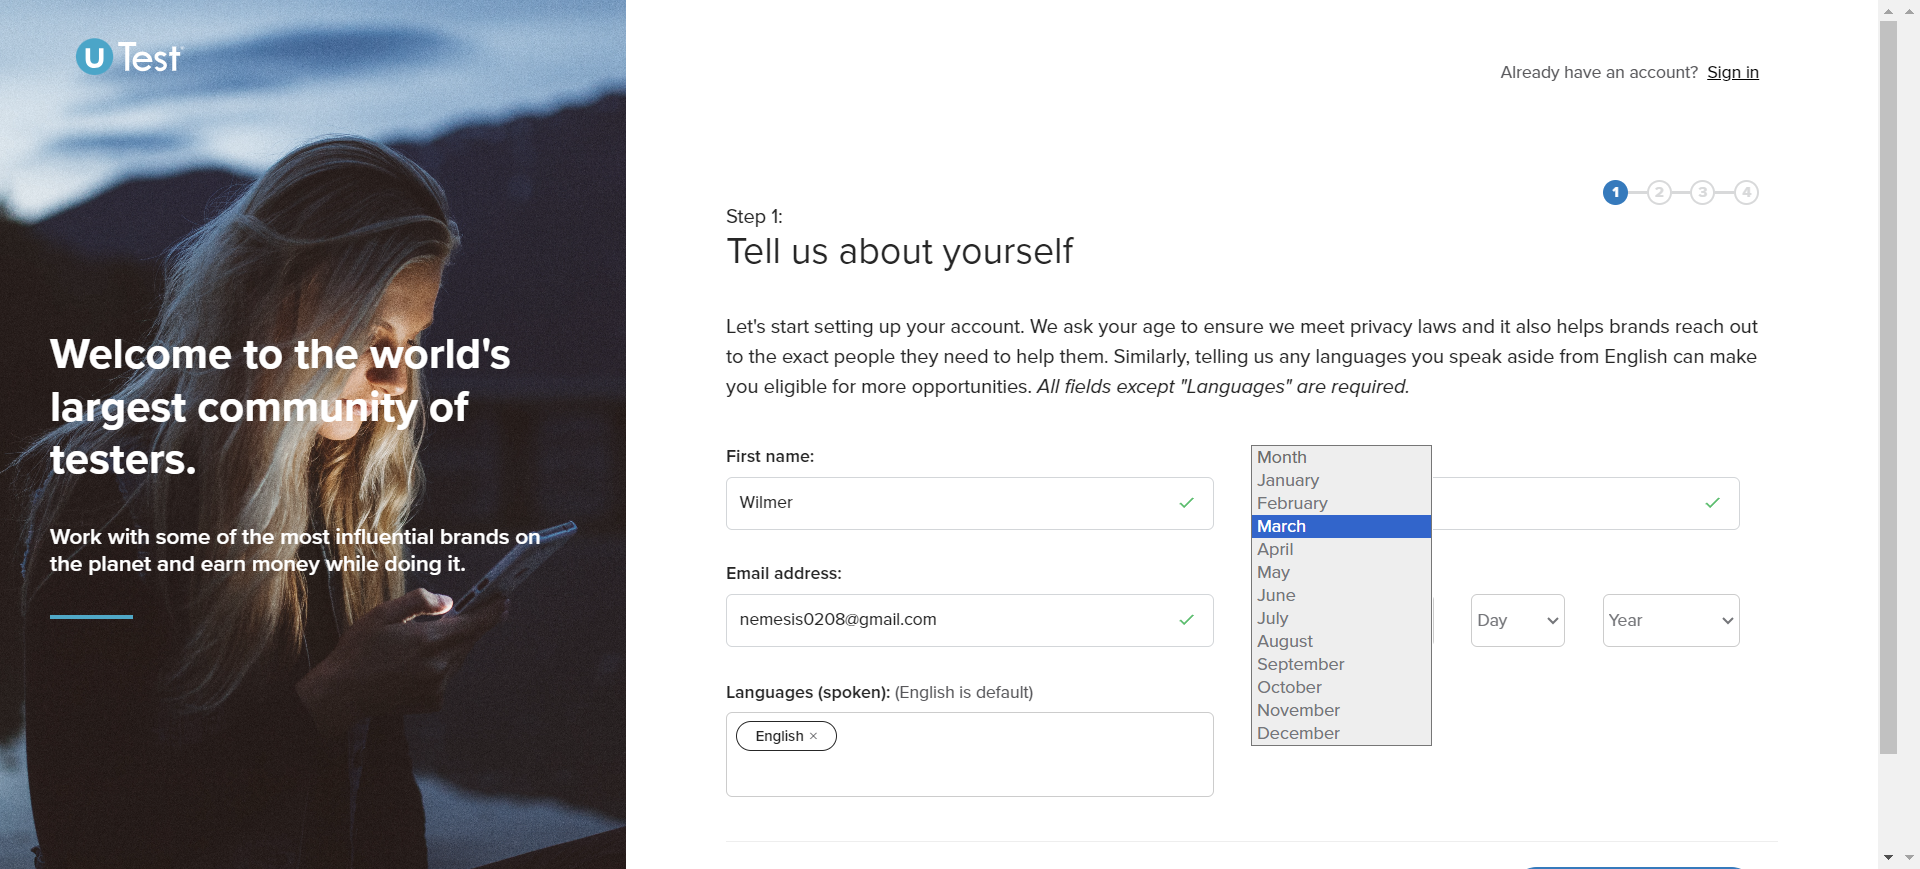 U Test
Welcome to the world's
largest community of
testers.
Work with some of the most influential brands on
the planet and earn money while doing it.
Already have an account? Sign in
1 2 3 4
Step 1:
Tell us about yourself
Let's start setting up your account. We ask your age to ensure we meet privacy laws and it also helps brands reach out
to the exact people they need to help them. Similarly, telling us any languages you speak aside from English can make
you eligible for more opportunities. All fields except "Languages" are required.
First name:
Wilmer
Email address:
nemesis0208@gmail.com
Languages (spoken): (English is default)
English ×
Month
January
February
March
April
May
June
July
August
September
October
November
December
Day
Year